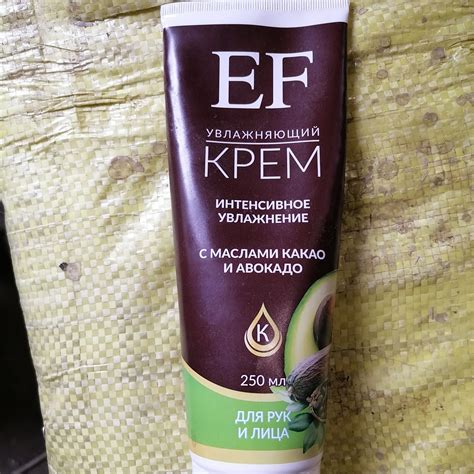 EF
УВЛАЖНЯЮЩИЙ
КРЕМ
ИНТЕНСИВНОЕ
УВЛАЖНЕНИЕ
С МАСЛАМИ КАКАО
И АВОКАДО
К
250 мл
ДЛЯ РУК
И ЛИЦА